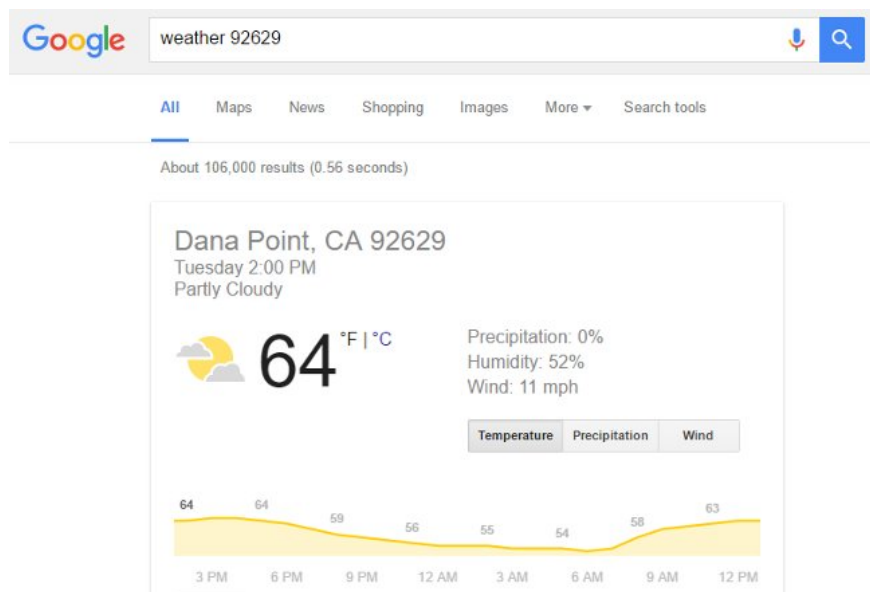 Google weather 92629
All Maps News Shopping Images More Search tools
About 106,000 results (0.56 seconds)
Dana Point, CA 92629
Tuesday 2:00 PM
Partly Cloudy
64 °F | °C
Precipitation: 0%
Humidity: 52%
Wind: 11 mph
Temperature Precipitation Wind
64 64 59 56 55 54 58 63
3 PM 6 PM 9 PM 12 AM 3 AM 6 AM 9 AM 12 PM